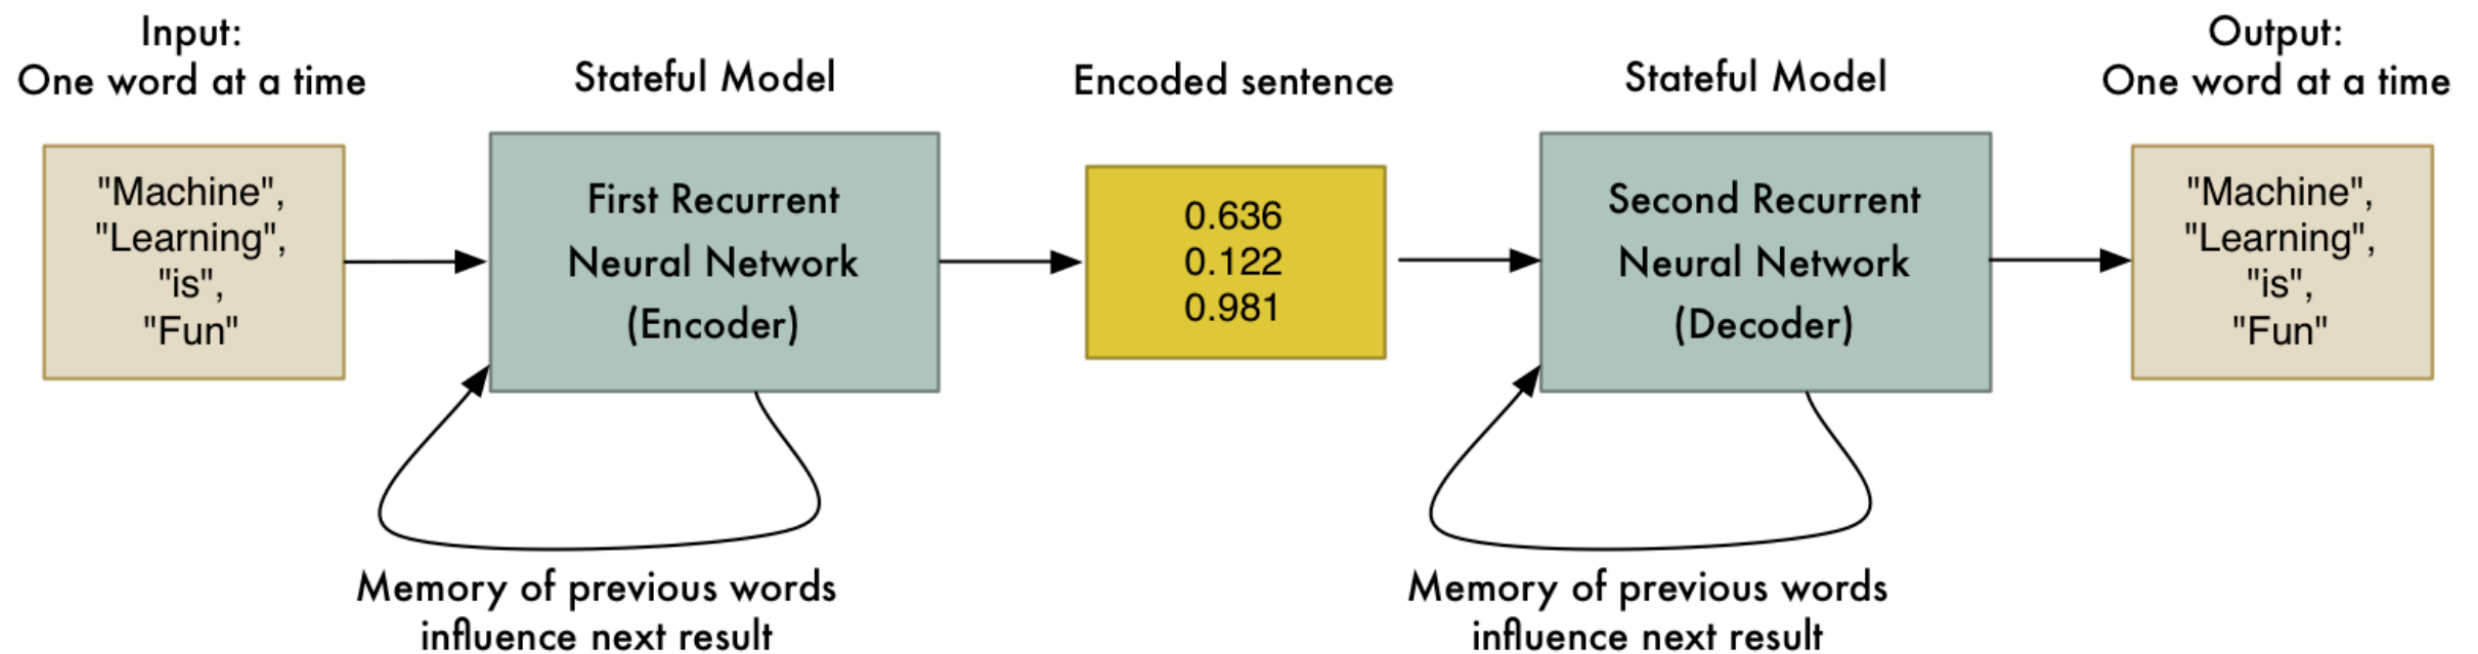 Input:
One word at a time
"Machine",
"Learning",
"is",
"Fun"
Stateful Model
First Recurrent
Neural Network
(Encoder)
Memory of previous words
influence next result
Encoded sentence
0.636
0.122
0.981
Stateful Model
Second Recurrent
Neural Network
(Decoder)
Memory of previous words
influence next result
Output:
One word at a time
"Machine",
"Learning",
"is",
"Fun"